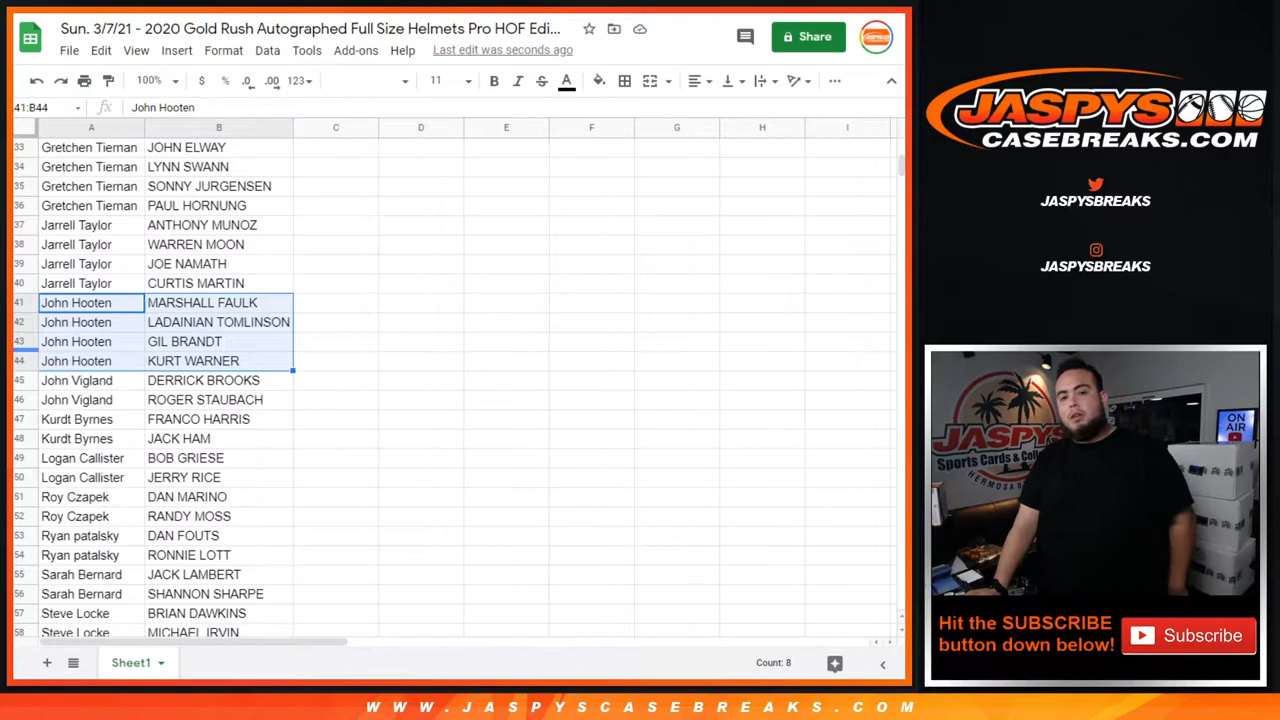 Sun. 3/7/21 - 2020 Gold Rush Autographed Full Size Helmets Pro HOF Edi...
File Edit View Insert Format Data Tools Add-ons Help Last edit was seconds ago
Share
100% $ % .0 .00 123 11 B I S A
41:B44 fx John Hooten
A B C D E F G H I
33 Gretchen Tiernan JOHN ELWAY
34 Gretchen Tiernan LYNN SWANN
35 Gretchen Tiernan SONNY JURGENSEN
36 Gretchen Tiernan PAUL HORNUNG
37 Jarrell Taylor ANTHONY MUNOZ
38 Jarrell Taylor WARREN MOON
39 Jarrell Taylor JOE NAMATH
40 Jarrell Taylor CURTIS MARTIN
41 John Hooten MARSHALL FAULK
42 John Hooten LADAINIAN TOMLINSON
43 John Hooten GIL BRANDT
44 John Hooten KURT WARNER
45 John Vigland DERRICK BROOKS
46 John Vigland ROGER STAUBACH
47 Kurdt Byrnes FRANCO HARRIS
48 Kurdt Byrnes JACK HAM
49 Logan Callister BOB GRIESE
50 Logan Callister JERRY RICE
51 Roy Czapek DAN MARINO
52 Roy Czapek RANDY MOSS
53 Ryan patalsky DAN FOUTS
54 Ryan patalsky RONNIE LOTT
55 Sarah Bernard JACK LAMBERT
56 Sarah Bernard SHANNON SHARPE
57 Steve Locke BRIAN DAWKINS
58 Steve Locke MICHAEL IRVIN
Sheet1
Count: 8
JASPYS
CASEBREAKS.COM
JASPYSBREAKS
JASPYSBREAKS
JASPYS
Sports Cards & Coll
HERMOSA B
ON
AIR
Hit the SUBSCRIBE
button down below!
Subscribe
WWW.JASPYSCASEBREAKS.COM